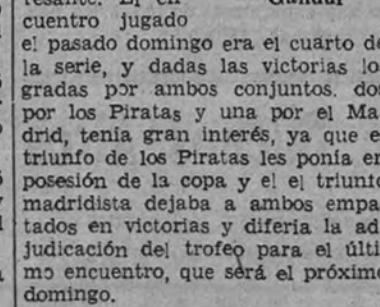 resante. El en
cuentro jugado
el pasado domingo era el cuarto de
la serie, y dadas las victorias lo
gradas por ambos conjuntos. dos
por los Piratas y una por el Ma
drid, tenía gran interés, ya que e
triunfo de los Piratas les ponía en
posesión de la copa y el el triunfo
madridista dejaba a ambos empa
tados en victorias y difería la ad
judicación del trofeo para el últi
mo encuentro, que será el próximo
domingo.